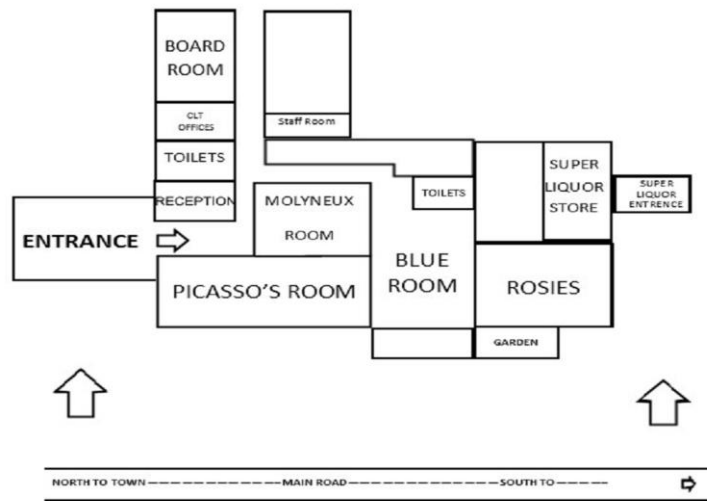 BOARD
ROOM
CLT
OFFICES
Staff Room
TOILETS
RECEPTION
ENTRANCE
MOLYNEUX
ROOM
PICASSO'S ROOM
TOILETS
BLUE
ROOM
SUPER
LIQUOR
STORE
SUPER
LIQUOR
ENTRENCE
ROSIES
GARDEN
NORTH TO TOWN —————— MAIN ROAD —————— SOUTH TO ————